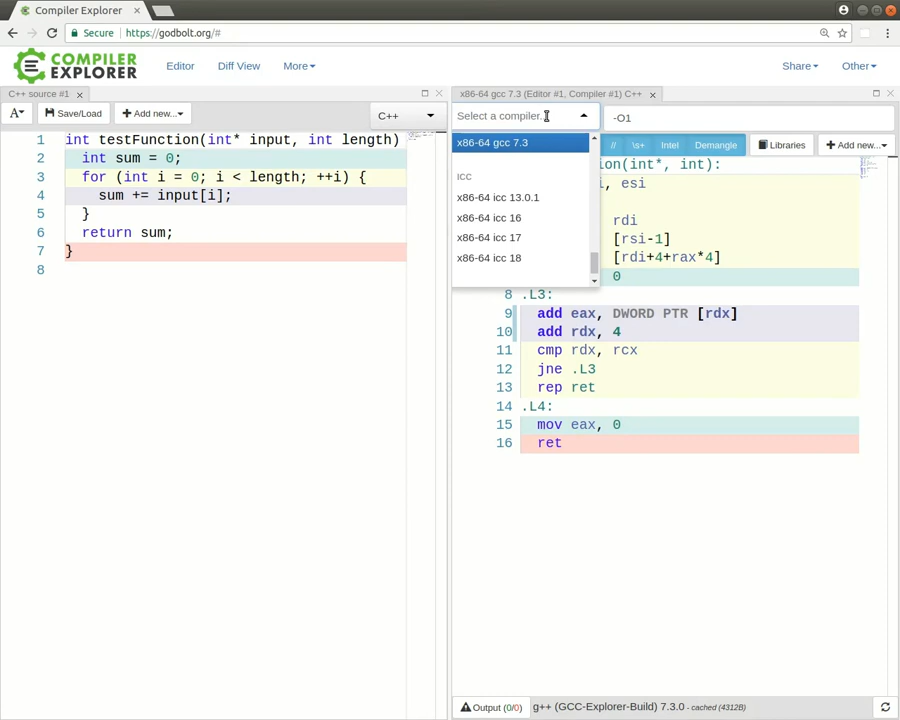 Compiler Explorer
Secure
https://godbolt.org/#
COMPILER
EXPLORER
Editor
Diff View
More
Share
Other
C++ source #1
x86-64 gcc 7.3 (Editor #1, Compiler #1) C++
A
Save/Load
Add new...
C++
Select a compiler..
-O1
x86-64 gcc 7.3
ICC
x86-64 icc 13.0.1
x86-64 icc 16
x86-64 icc 17
x86-64 icc 18
//
\s+
Intel
Demangle
Libraries
Add new...
1 int testFunction(int* input, int length)
2 int sum = 0;
3 for (int i = 0; i < length; ++i) {
4 sum += input[i];
5 }
6 return sum;
7 }
8
ion(int*, int):
i, esi
rdi
[rsi-1]
[rdi+4+rax*4]
0
8 .L3:
9 add eax, DWORD PTR [rdx]
10 add rdx, 4
11 cmp rdx, rcx
12 jne .L3
13 rep ret
14 .L4:
15 mov eax, 0
16 ret
Output (0/0)
g++ (GCC-Explorer-Build) 7.3.0 - cached (4312B)